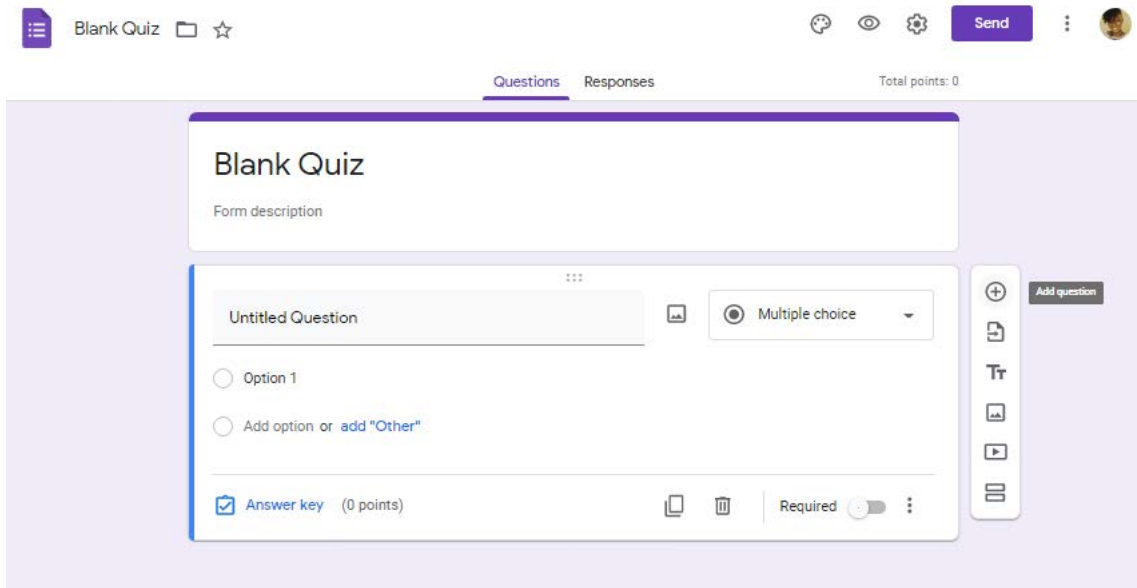 Blank Quiz
Send
Questions Responses Total points: 0
Blank Quiz
Form description
Add question
Untitled Question Multiple choice
Tт
Option 1
Add option or add "Other"
Answer key (0 points) Required